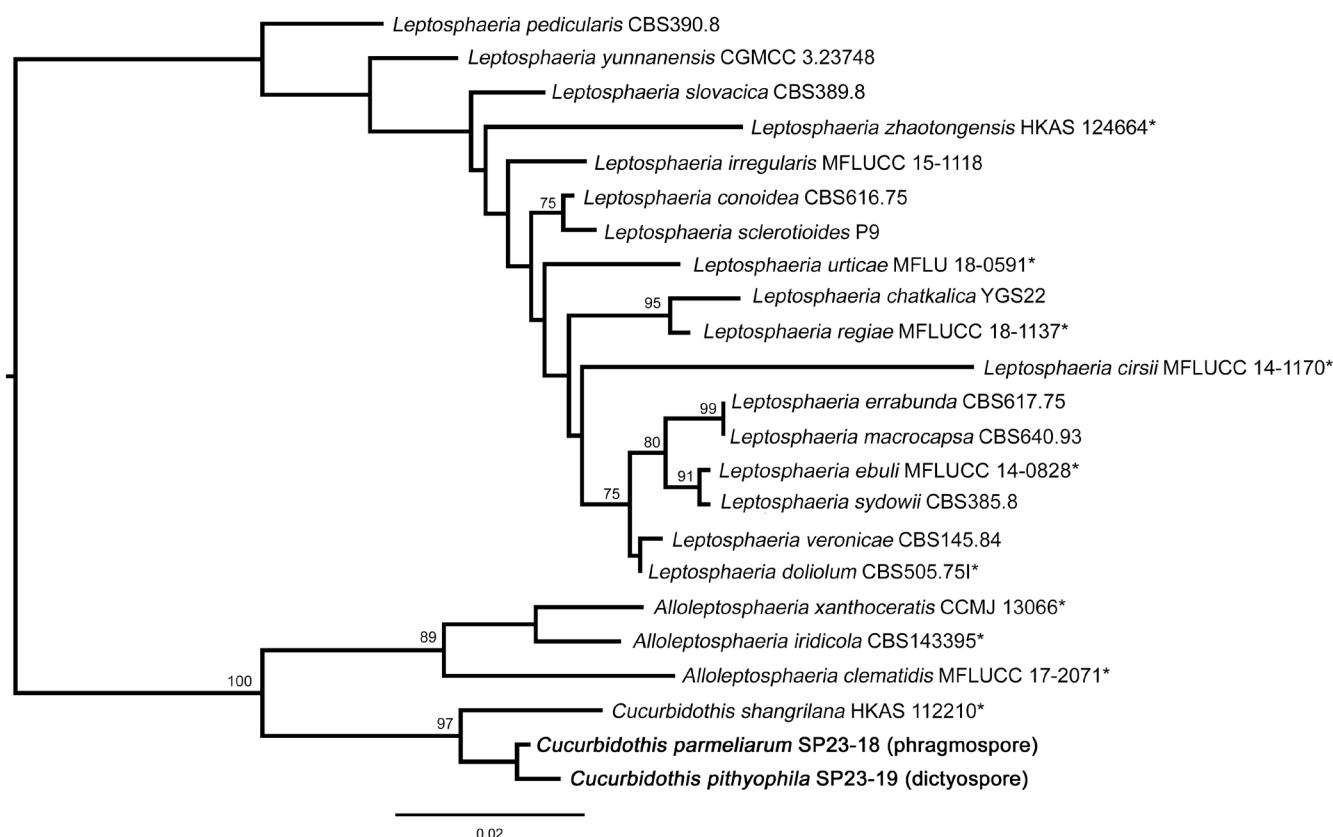 Leptosphaeria pedicularis CBS390.8
Leptosphaeria yunnanensis CGMCC 3.23748
Leptosphaeria slovacica CBS389.8
Leptosphaeria zhaotongensis HKAS 124664*
Leptosphaeria irregularis MFLUCC 15-1118
75
Leptosphaeria conoidea CBS616.75
Leptosphaeria sclerotioides P9
Leptosphaeria urticae MFLU 18-0591*
95
Leptosphaeria chatkalica YGS22
Leptosphaeria regiae MFLUCC 18-1137*
Leptosphaeria cirsii MFLUCC 14-1170*
99
Leptosphaeria errabunda CBS617.75
Leptosphaeria macrocapsa CBS640.93
80
91
Leptosphaeria ebuli MFLUCC 14-0828*
75
Leptosphaeria sydowii CBS385.8
Leptosphaeria veronicae CBS145.84
Leptosphaeria doliolum CBS505.75I*
Alloleptosphaeria xanthoceratis CCMJ 13066*
89
Alloleptosphaeria iridicola CBS143395*
100
Alloleptosphaeria clematidis MFLUCC 17-2071*
97
Cucurbidothis shangrilana HKAS 112210*
Cucurbidothis parmeliarum SP23-18 (phragmospore)
Cucurbidothis pithyophila SP23-19 (dictyospore)
0.02